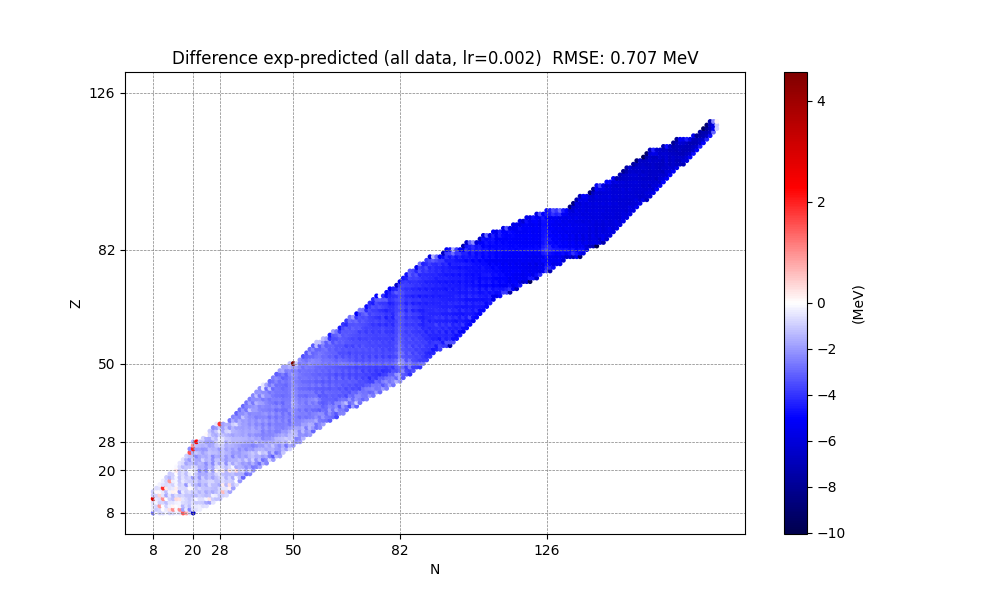 Difference exp-predicted (all data, lr=0.002)  RMSE: 0.707 MeV
126
82
50
28
20
8
Z
8 20 28 50 82 126
N
4
2
0
−2
−4
−6
−8
−10
(MeV)